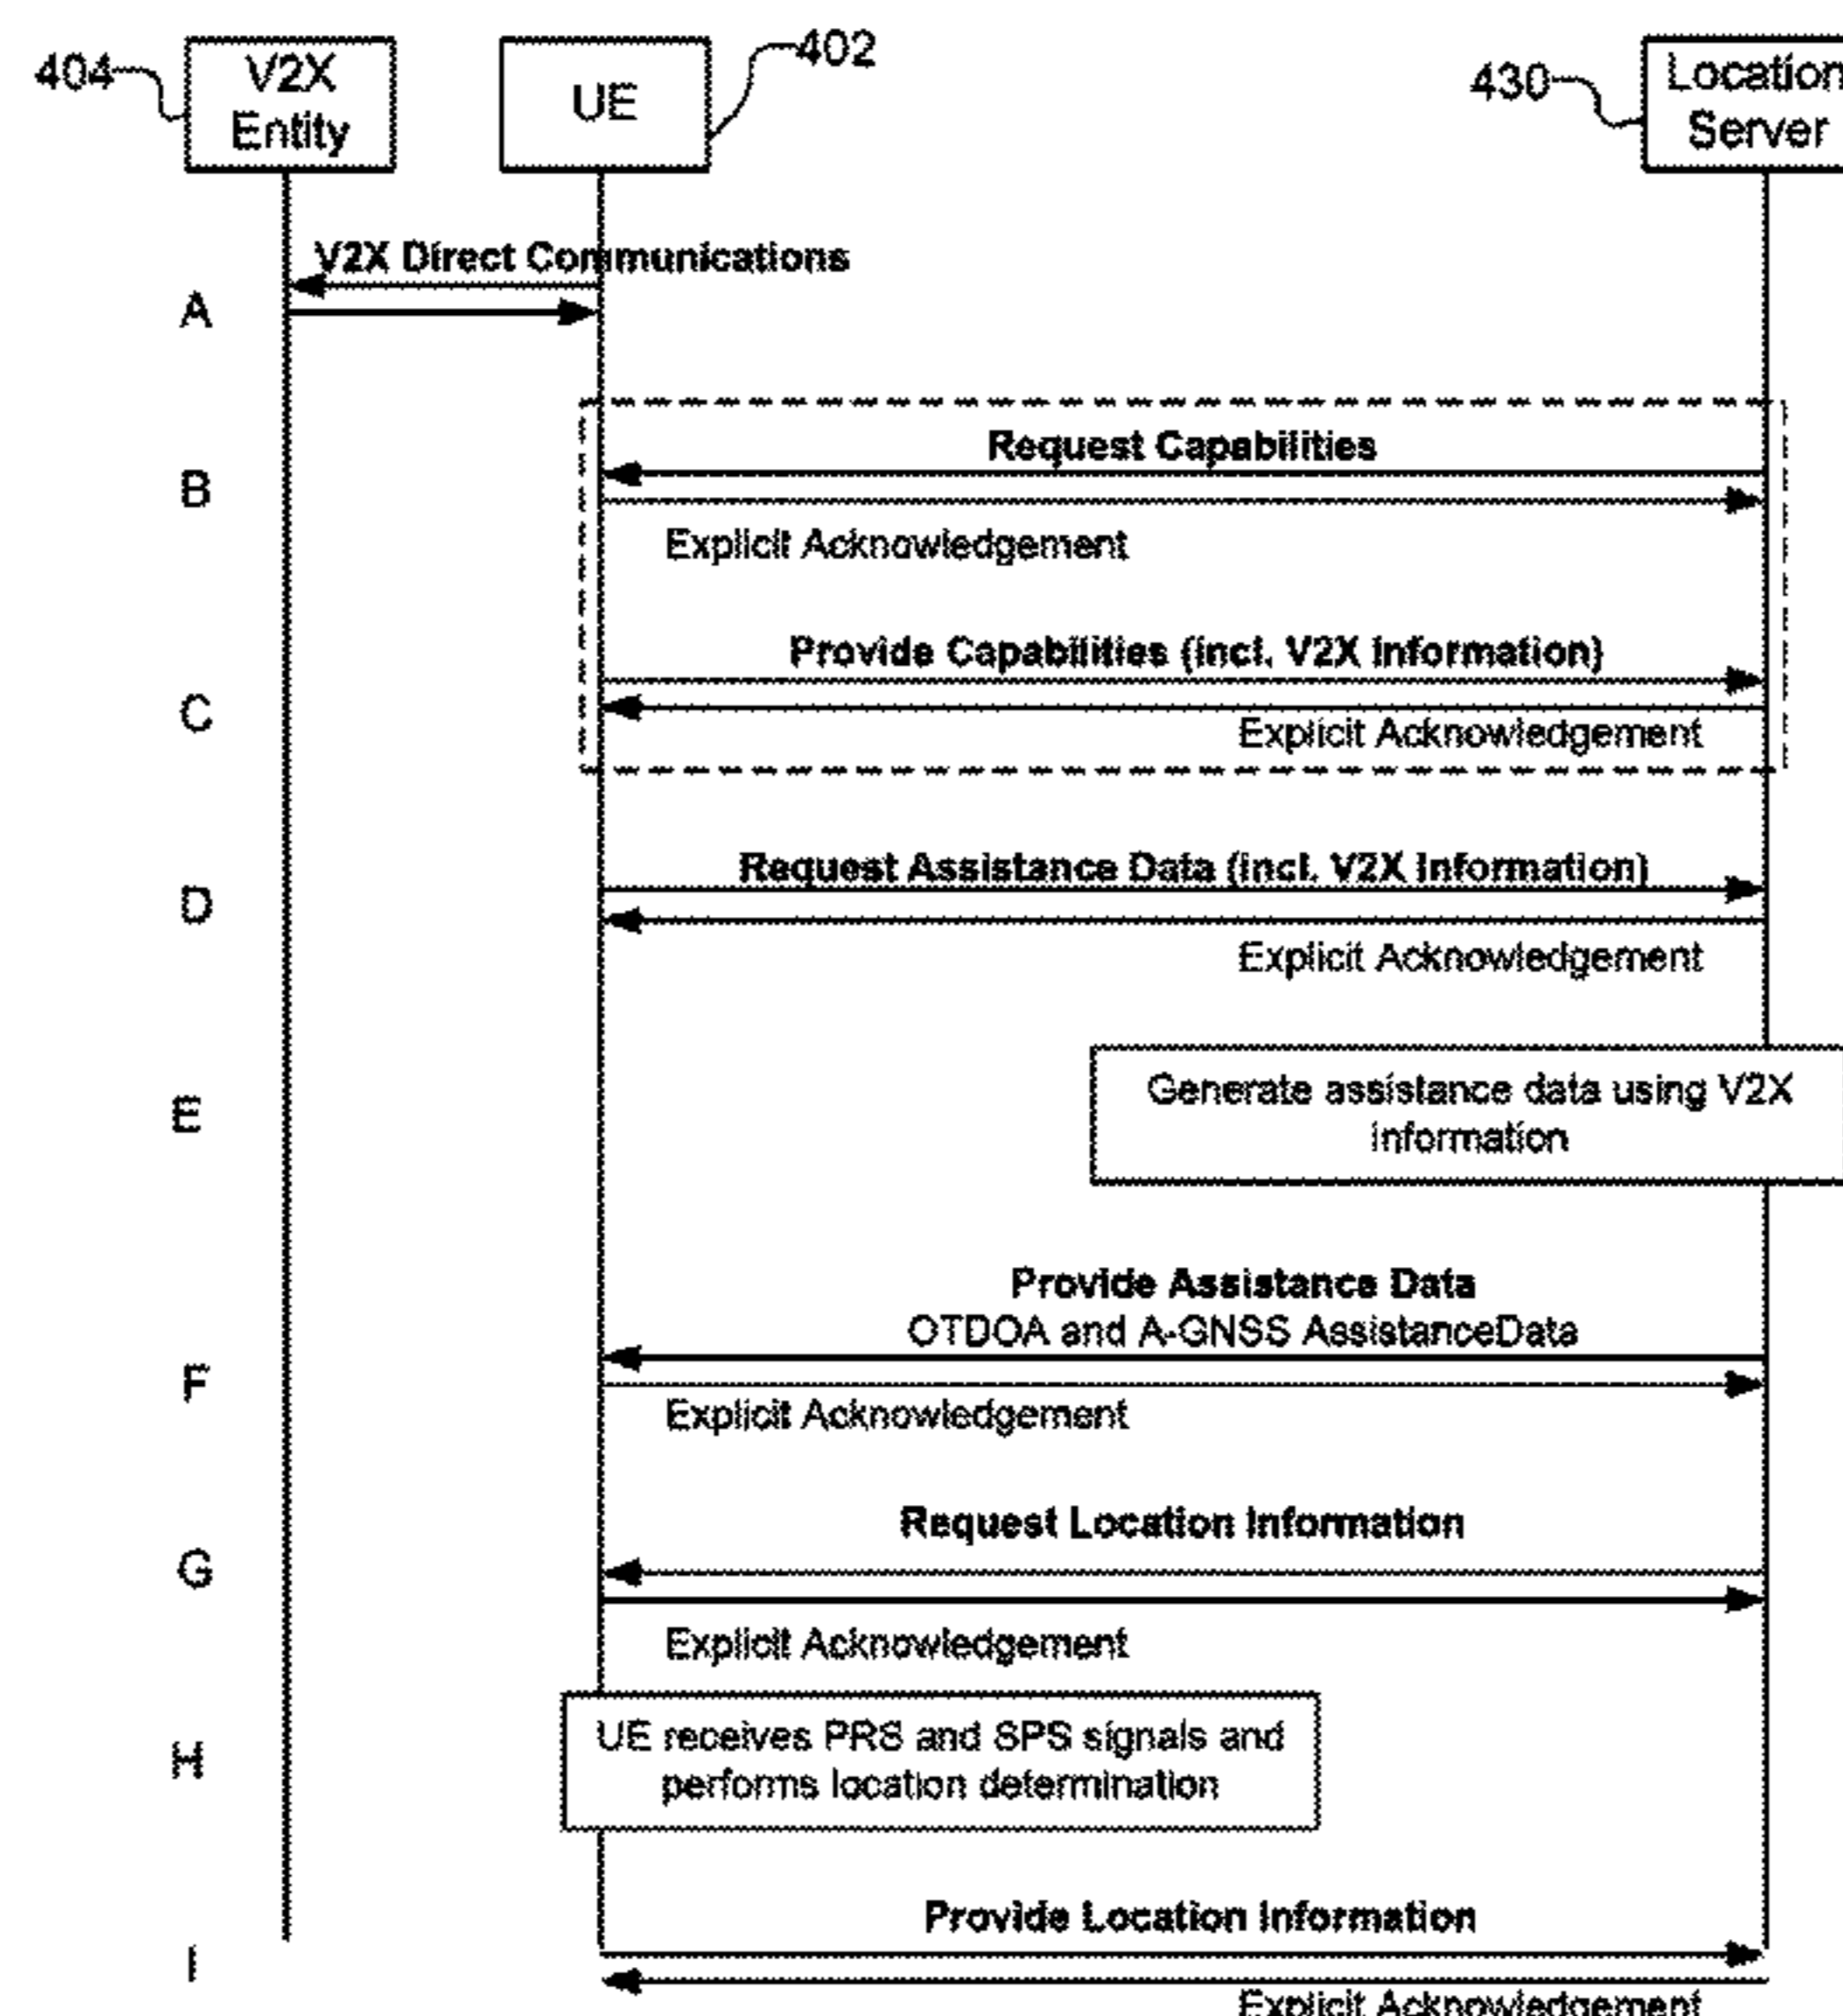 404
V2X
Entity
UE
402
430
Location
Server
V2X Direct Communications
A
Request Capabilities
B
Explicit Acknowledgement
Provide Capabilities (incl. V2X Information)
C
Explicit Acknowledgement
Request Assistance Data (incl. V2X Information)
D
Explicit Acknowledgement
Generate assistance data using V2X
Information
E
Provide Assistance Data
OTDOA and A-GNSS AssistanceData
F
Explicit Acknowledgement
Request Location Information
G
Explicit Acknowledgement
UE receives PRS and SPS signals and
performs location determination
H
Provide Location Information
I
Explicit Acknowledgement